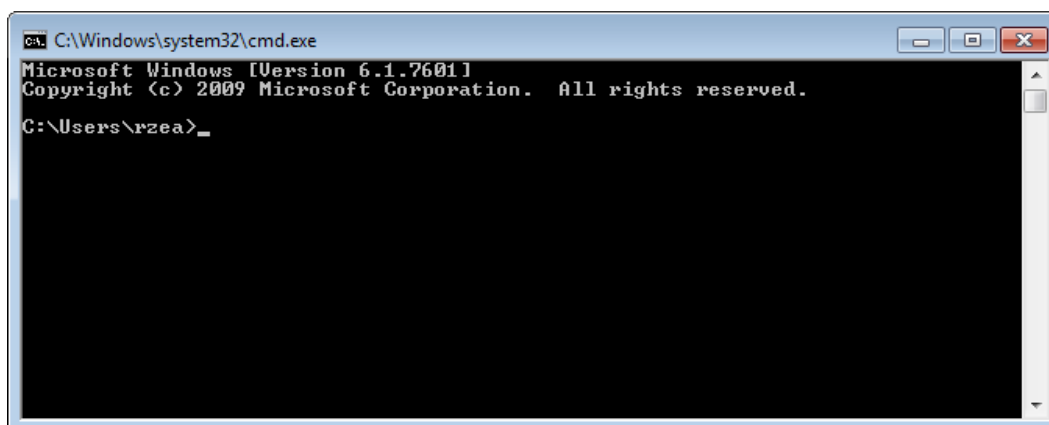 C:\Windows\system32\cmd.exe
Microsoft Windows [Version 6.1.7601]
Copyright (c) 2009 Microsoft Corporation.  All rights reserved.
C:\Users\rzea>_